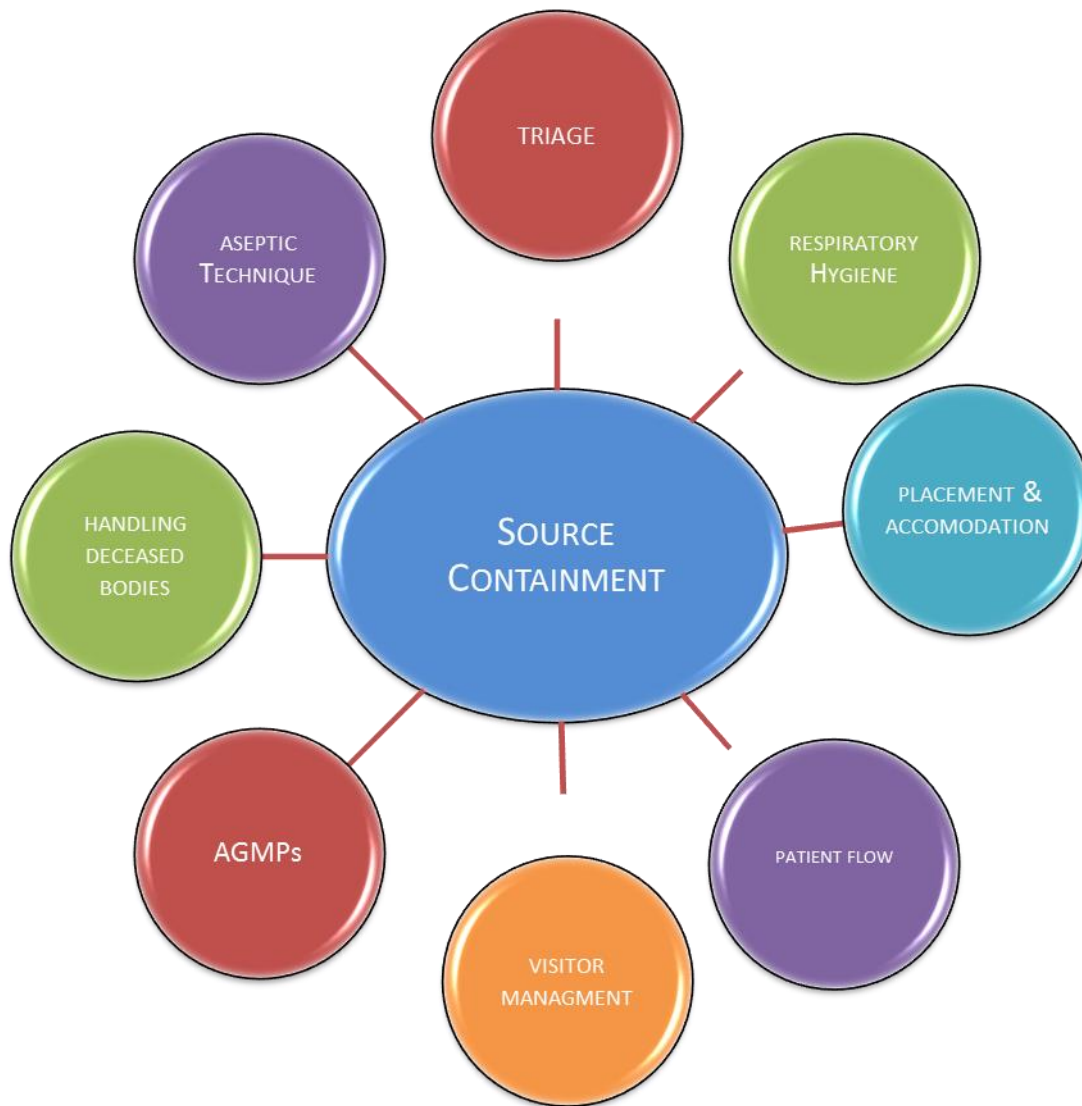 TRIAGE
RESPIRATORY
HYGIENE
PLACEMENT &
ACCOMODATION
PATIENT FLOW
VISITOR
MANAGMENT
AGMPs
HANDLING
DECEASED
BODIES
ASEPTIC
TECHNIQUE
SOURCE
CONTAINMENT